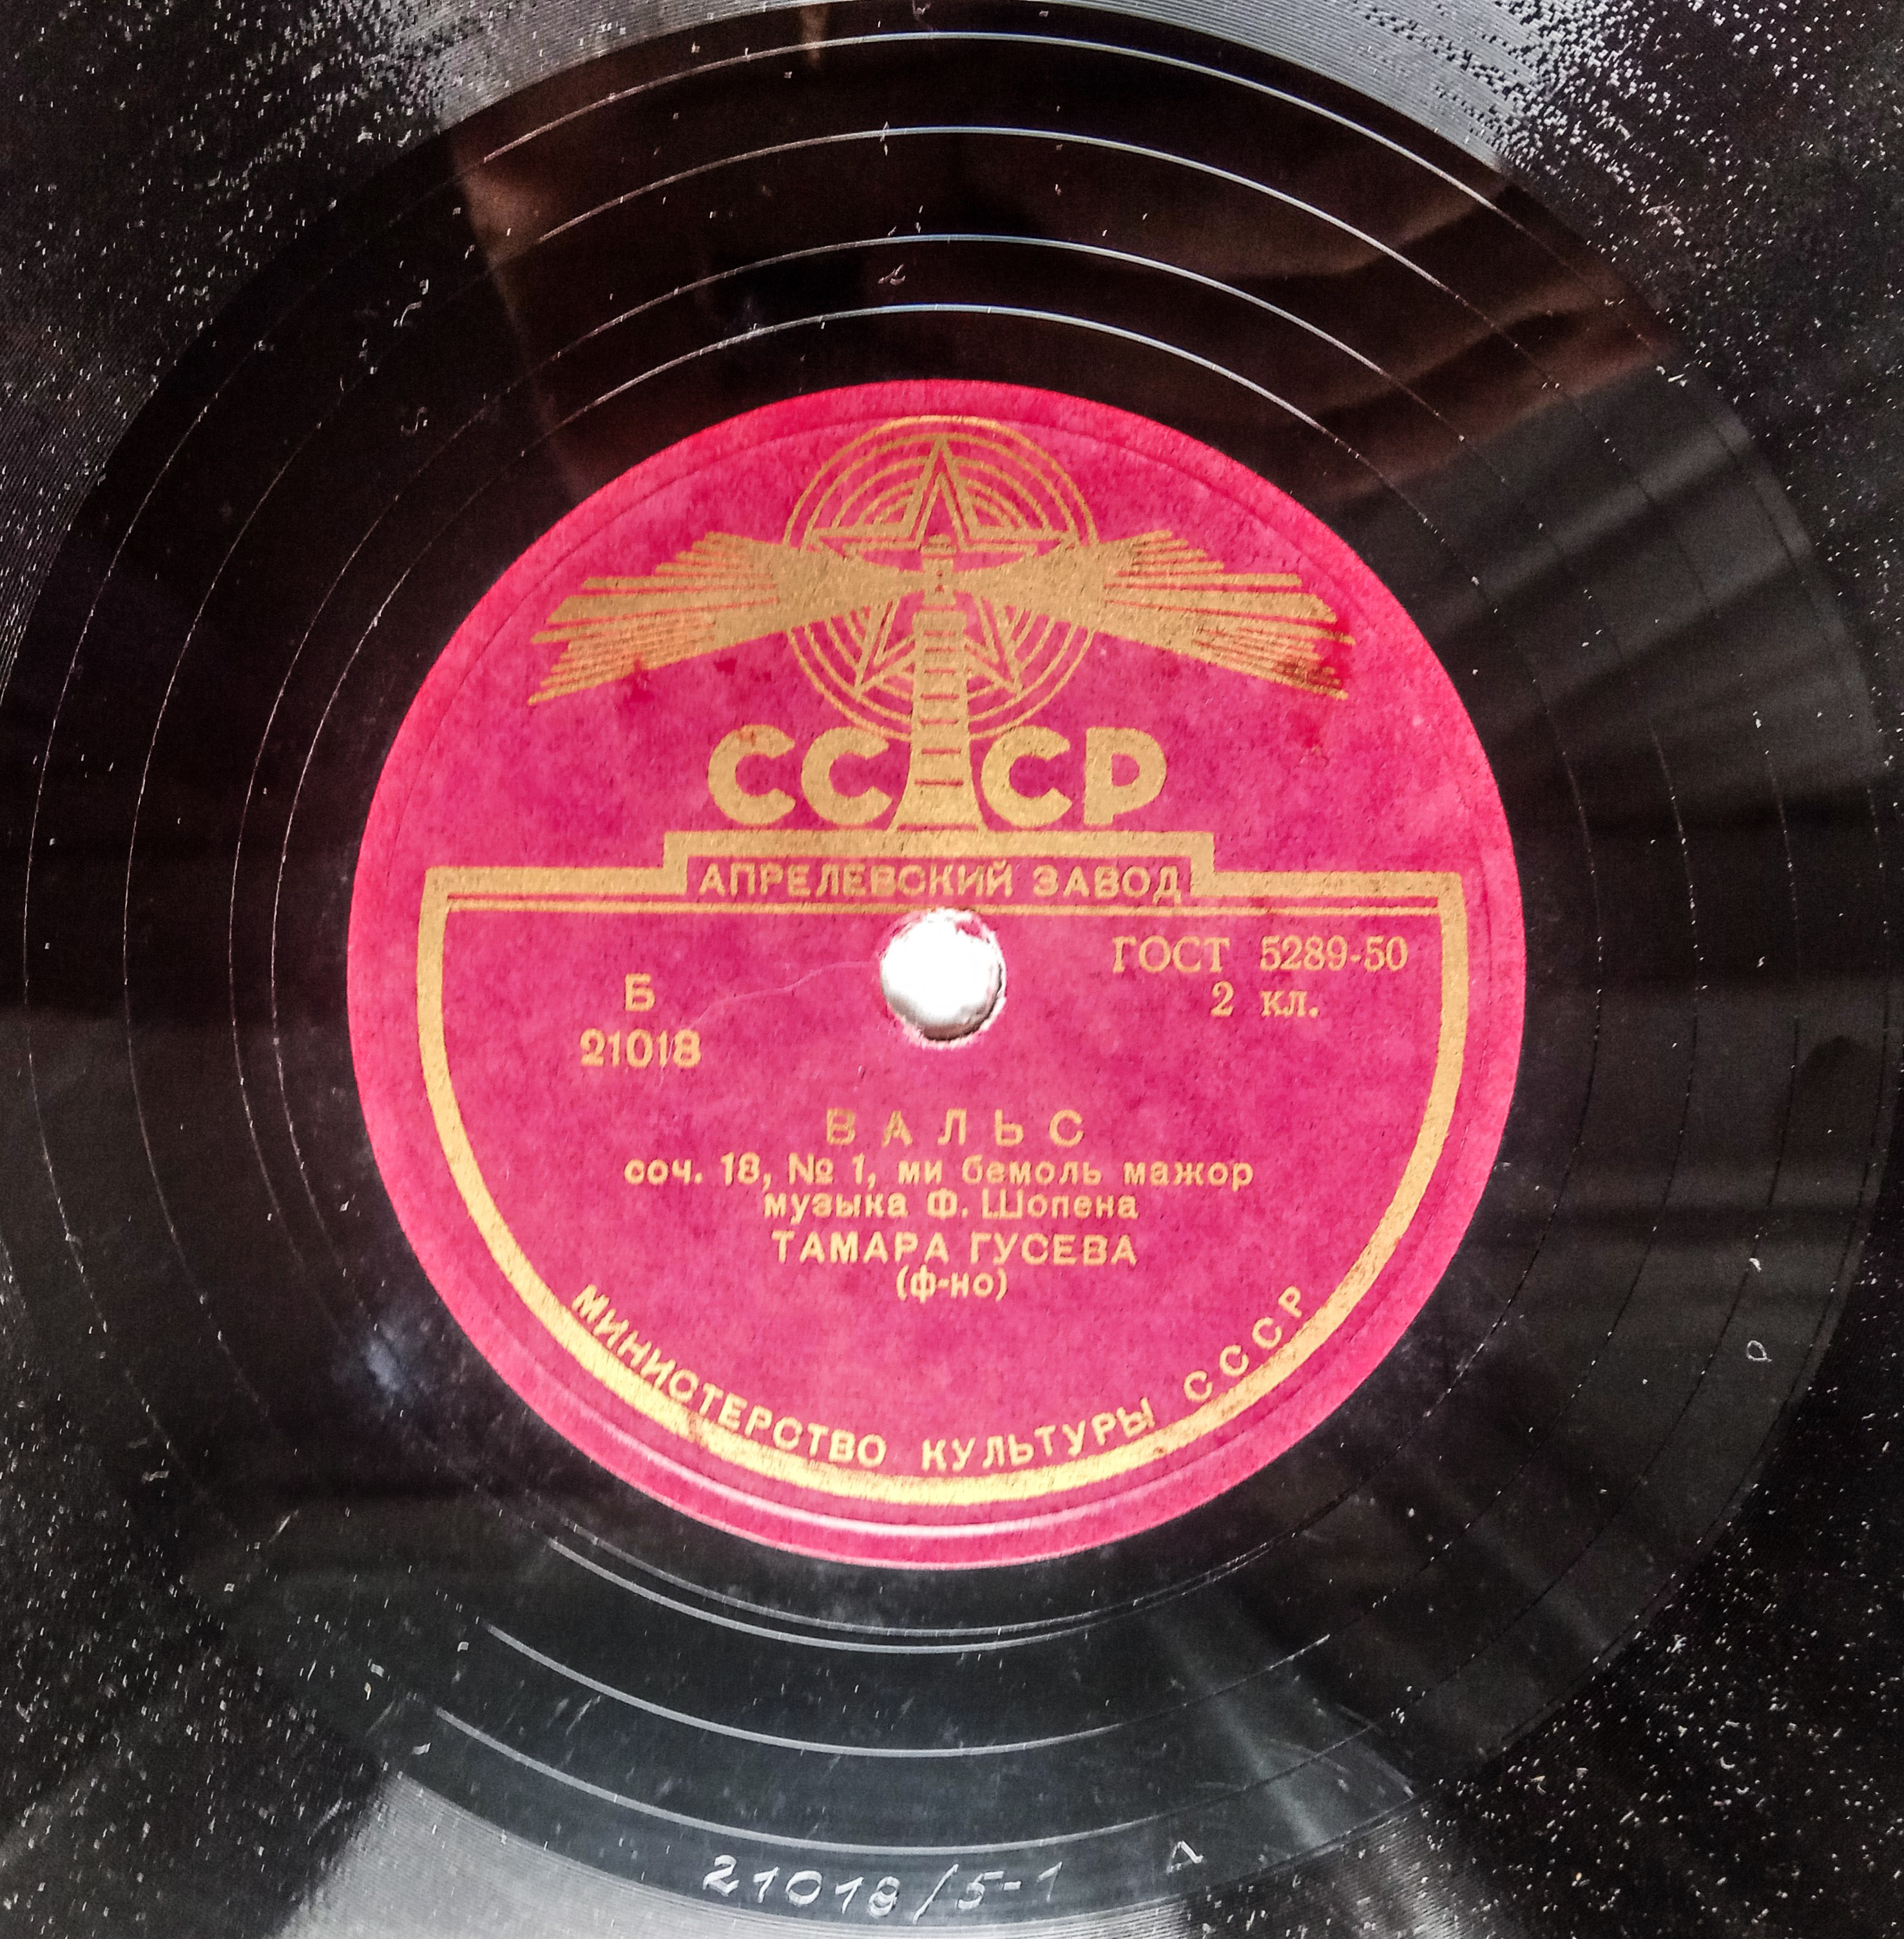 СССР
АПРЕЛЕВСКИЙ ЗАВОД
ГОСТ 5289-50
2 кл.
Б
21018
ВАЛЬС
соч. 18, № 1, ми бемоль мажор
музыка Ф. Шопена
ТАМАРА ГУСЕВА
(ф-но)
МИНИСТЕРСТВО КУЛЬТУРЫ СССР
21018/5-1